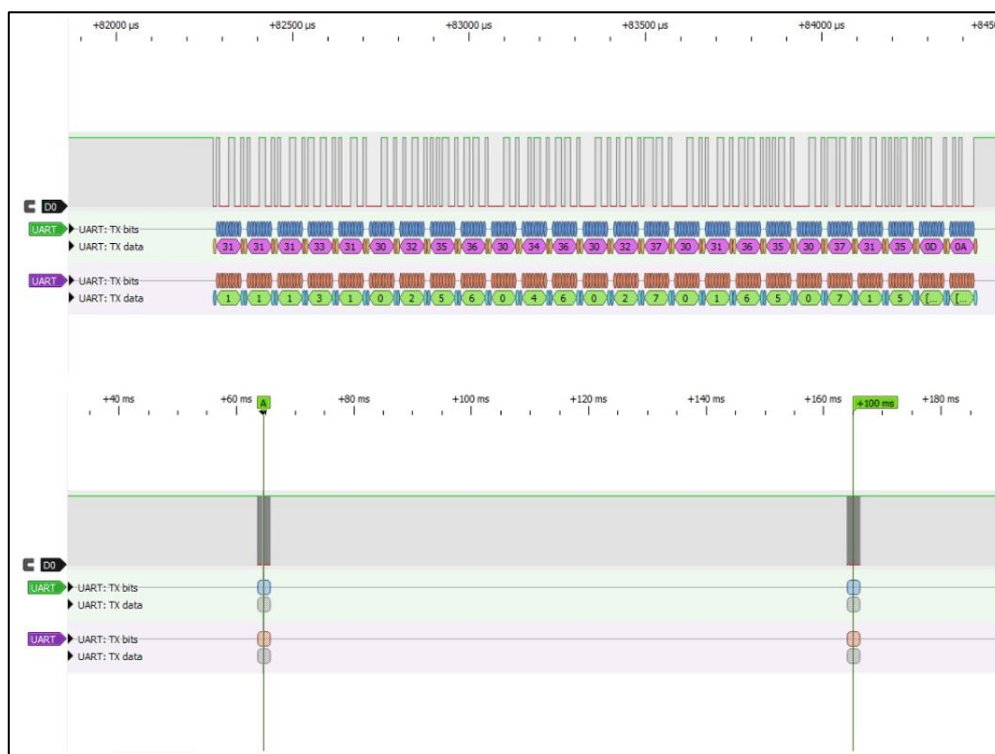 +82000 µs +82500 µs +83000 µs +83500 µs +84000 µs +8450
D0
UART UART: TX bits
UART: TX data 31 31 31 33 31 30 32 35 36 30 34 36 30 32 37 30 31 36 35 30 37 31 35 0D 0A
UART UART: TX bits
UART: TX data 1 1 1 3 1 0 2 5 6 0 4 6 0 2 7 0 1 6 5 0 7 1 5 [... [...
+40 ms +60 ms A +80 ms +100 ms +120 ms +140 ms +160 ms +100 ms +180 ms
D0
UART UART: TX bits
UART: TX data
UART UART: TX bits
UART: TX data